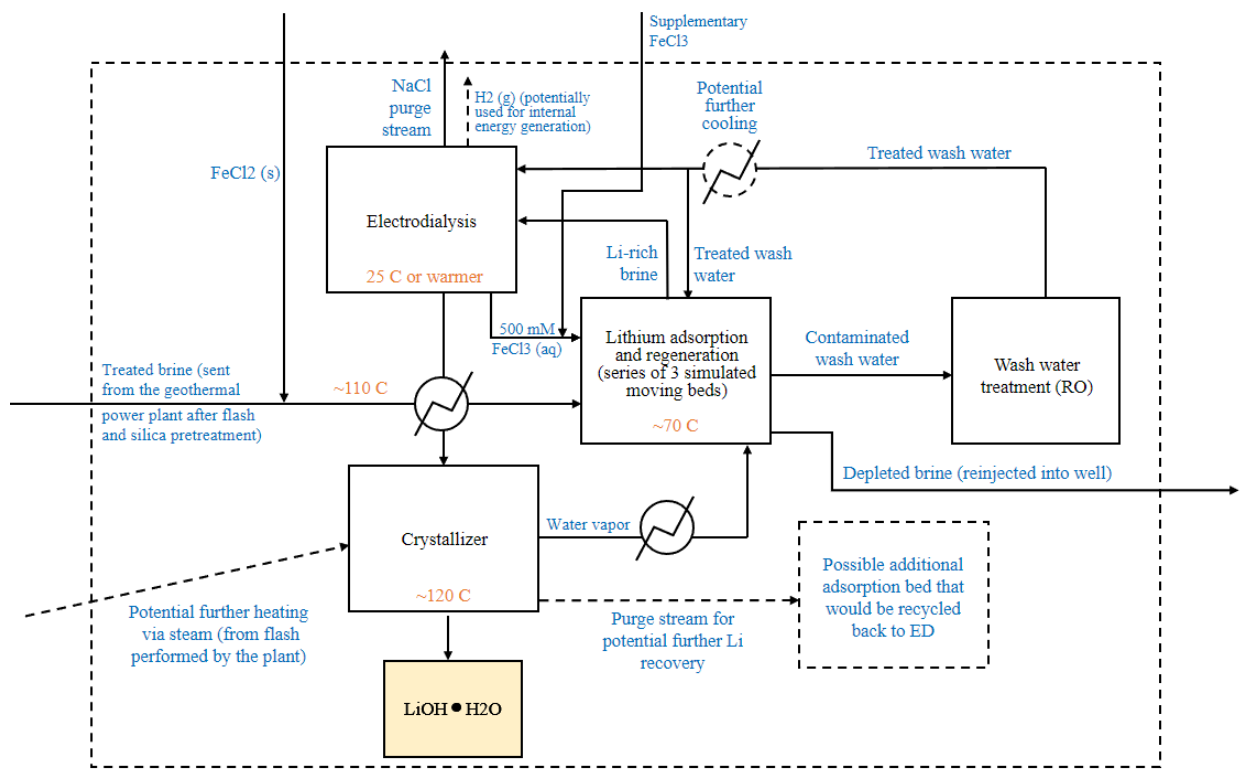 Supplementary
FeCl3
NaCl
purge
stream
H2 (g) (potentially
used for internal
energy generation)
Potential
further
cooling
Treated wash water
FeCl2 (s)
Electrodialysis
25 C or warmer
Li-rich
brine
Treated wash
water
500 mM
FeCl3 (aq)
Lithium adsorption
and regeneration
(series of 3 simulated
moving beds)
~70 C
Contaminated
wash water
Wash water
treatment (RO)
Treated brine (sent
from the geothermal
power plant after flash
and silica pretreatment)
~110 C
Depleted brine (reinjected into well)
Crystallizer
~120 C
Water vapor
Potential further heating
via steam (from flash
performed by the plant)
Purge stream for
potential further Li
recovery
Possible additional
adsorption bed that
would be recycled
back to ED
LiOH●H2O